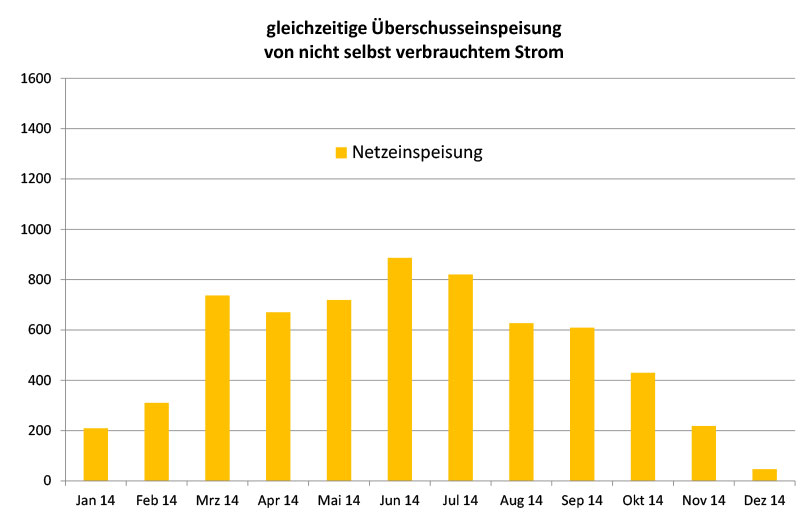 gleichzeitige Überschusseinspeisung
von nicht selbst verbrauchtem Strom
1600
1400
Netzeinspeisung
1200
1000
800
600
400
200
0
Jan 14 Feb 14 Mrz 14 Apr 14 Mai 14 Jun 14 Jul 14 Aug 14 Sep 14 Okt 14 Nov 14 Dez 14